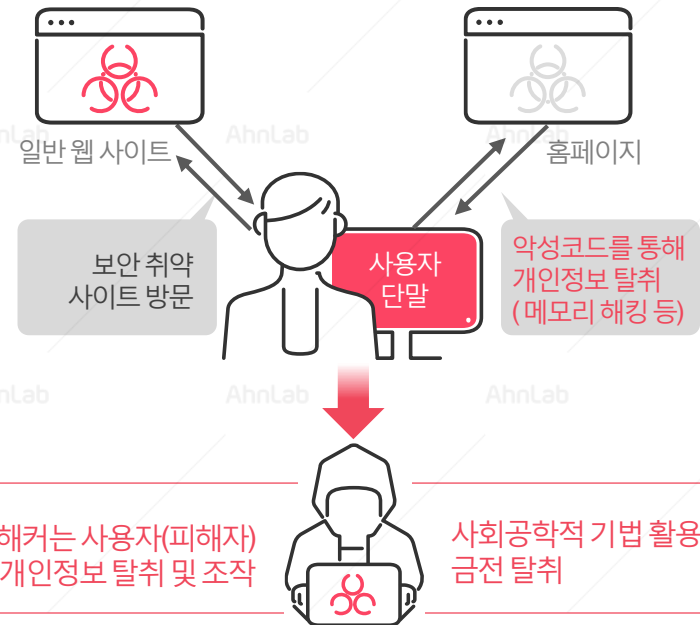 일반 웹 사이트
홈페이지
보안 취약
사이트 방문
사용자
단말
악성코드를 통해
개인정보 탈취
( 메모리 해킹 등)
해커는 사용자(피해자)
개인정보 탈취 및 조작
사회공학적 기법 활용
금전 탈취
AhnLab
AhnLab
AhnLab
AhnLab